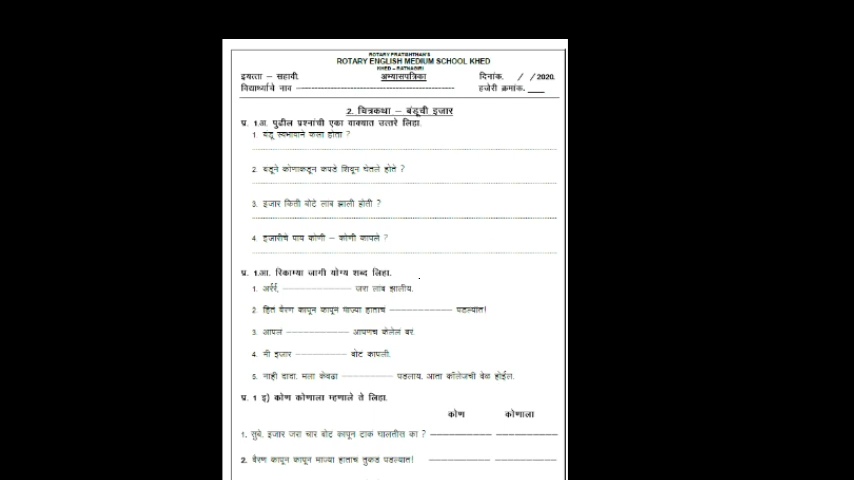 ROTARY PRATISHTHAN'S
ROTARY ENGLISH MEDIUM SCHOOL KHED
KHED – RATNAGIRI
इयत्ता – सहावी. अभ्यासपत्रिका दिनांक. / / 2020.
विद्यार्थ्याचे नाव हजेरी क्रमांक.
2. चित्रकथा – बंडूची इजार
प्र. 1.अ. पुढील प्रश्नांची एका वाक्यात उत्तरे लिहा.
1. बंडू स्वभावाने कसा होता ?
2. बंडूने कोणाकडून कपडे शिवून घेतले होते ?
3. इजार किती बोटे लांब झाली होती ?
4. इजारीचे पाय कोणी – कोणी कापले ?
प्र. 1.आ. रिकाम्या जागी योग्य शब्द लिहा.
1. अर्रर्र, जरा लांब झालीय.
2. हितं वैरण कापून कापून माज्या हाताच पडल्यात!
3. आपलं आपणच केलेलं बरं.
4. मी इजार बोट कापली.
5. नाही दादा, मला केवढा पडलाय, आता कॉलेजची वेळ होईल.
प्र. 1 इ) कोण कोणाला म्हणाले ते लिहा.
कोण कोणाला
1. सुबे, इजार जरा चार बोट कापून टाक घालतीस का ?
2. वैरण कापून कापून माज्या हाताच तुकडं पडल्यात!